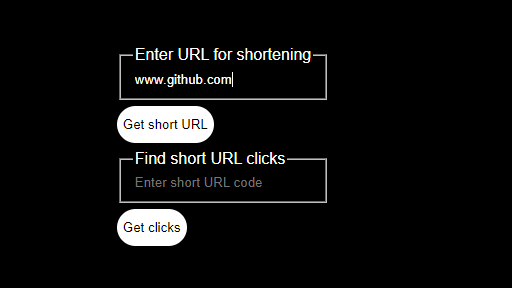 Enter URL for shortening
www.github.com
Get short URL
Find short URL clicks
Enter short URL code
Get clicks